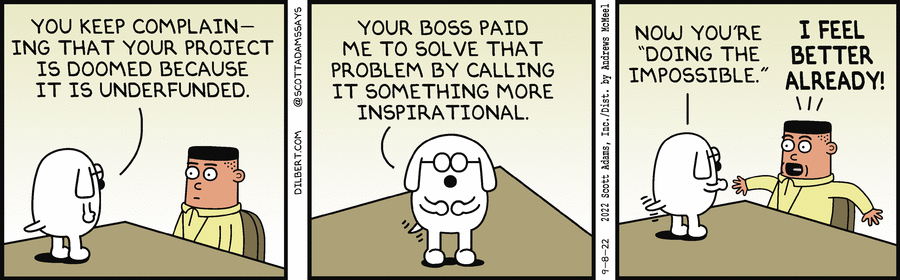 YOU KEEP COMPLAIN-
ING THAT YOUR PROJECT
IS DOOMED BECAUSE
IT IS UNDERFUNDED.
DILBERT.COM @SCOTTADAMSSAYS
YOUR BOSS PAID
ME TO SOLVE THAT
PROBLEM BY CALLING
IT SOMETHING MORE
INSPIRATIONAL.
9-8-22 2022 Scott Adams, Inc./Dist. by Andrews McMeel
NOW YOU'RE
"DOING THE
IMPOSSIBLE."
I FEEL
BETTER
ALREADY!